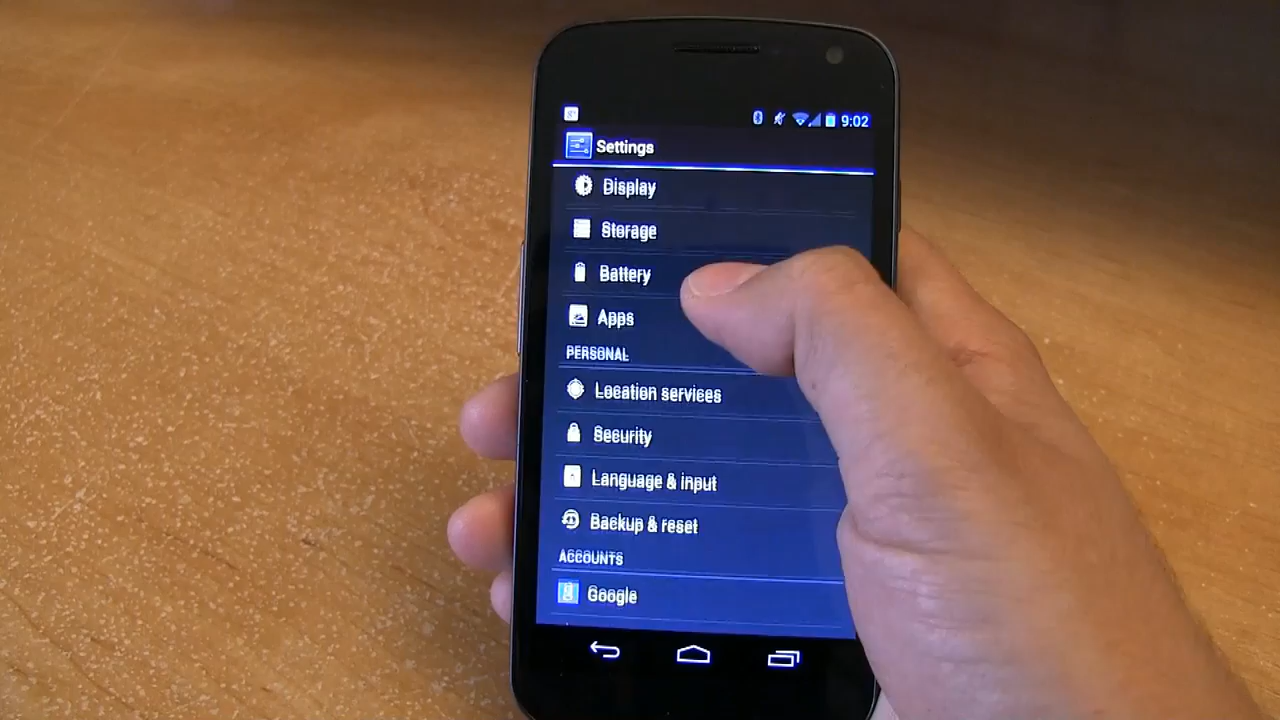 9:02
Settings
Display
Storage
Battery
Apps
PERSONAL
Location services
Security
Language & input
Backup & reset
ACCOUNTS
Google